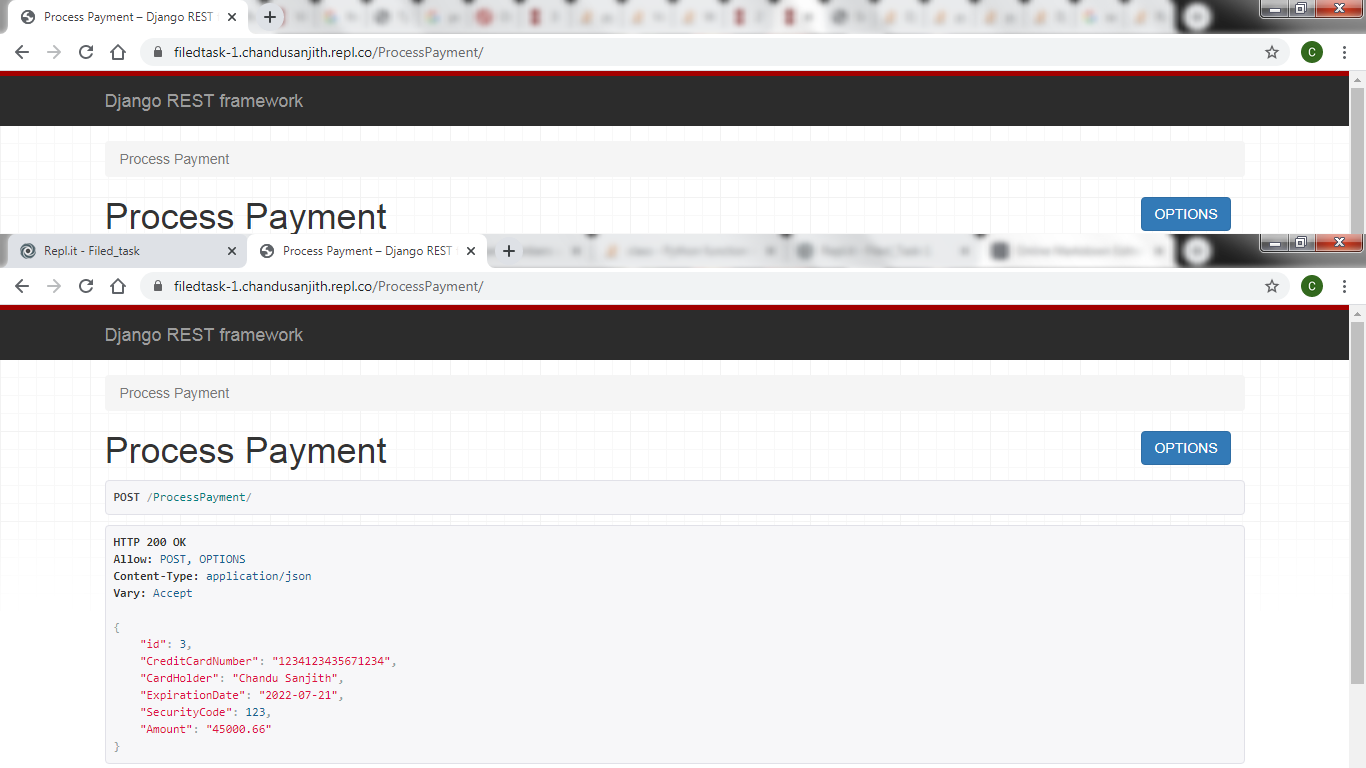 Process Payment – Django REST
filedtask-1.chandusanjith.repl.co/ProcessPayment/
C
Django REST framework
Process Payment
Process Payment
OPTIONS
Repl.it - Filed_task
Process Payment – Django REST
filedtask-1.chandusanjith.repl.co/ProcessPayment/
C
Django REST framework
Process Payment
Process Payment
OPTIONS
POST /ProcessPayment/
HTTP 200 OK
Allow: POST, OPTIONS
Content-Type: application/json
Vary: Accept
{
    "id": 3,
    "CreditCardNumber": "1234123435671234",
    "CardHolder": "Chandu Sanjith",
    "ExpirationDate": "2022-07-21",
    "SecurityCode": 123,
    "Amount": "45000.66"
}